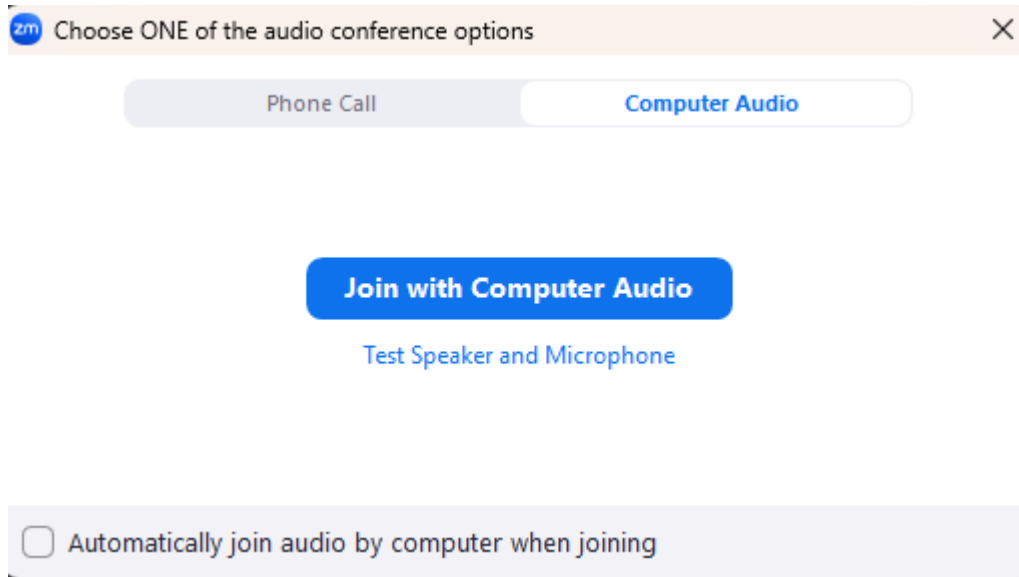 zm Choose ONE of the audio conference options
Phone Call Computer Audio
Join with Computer Audio
Test Speaker and Microphone
Automatically join audio by computer when joining